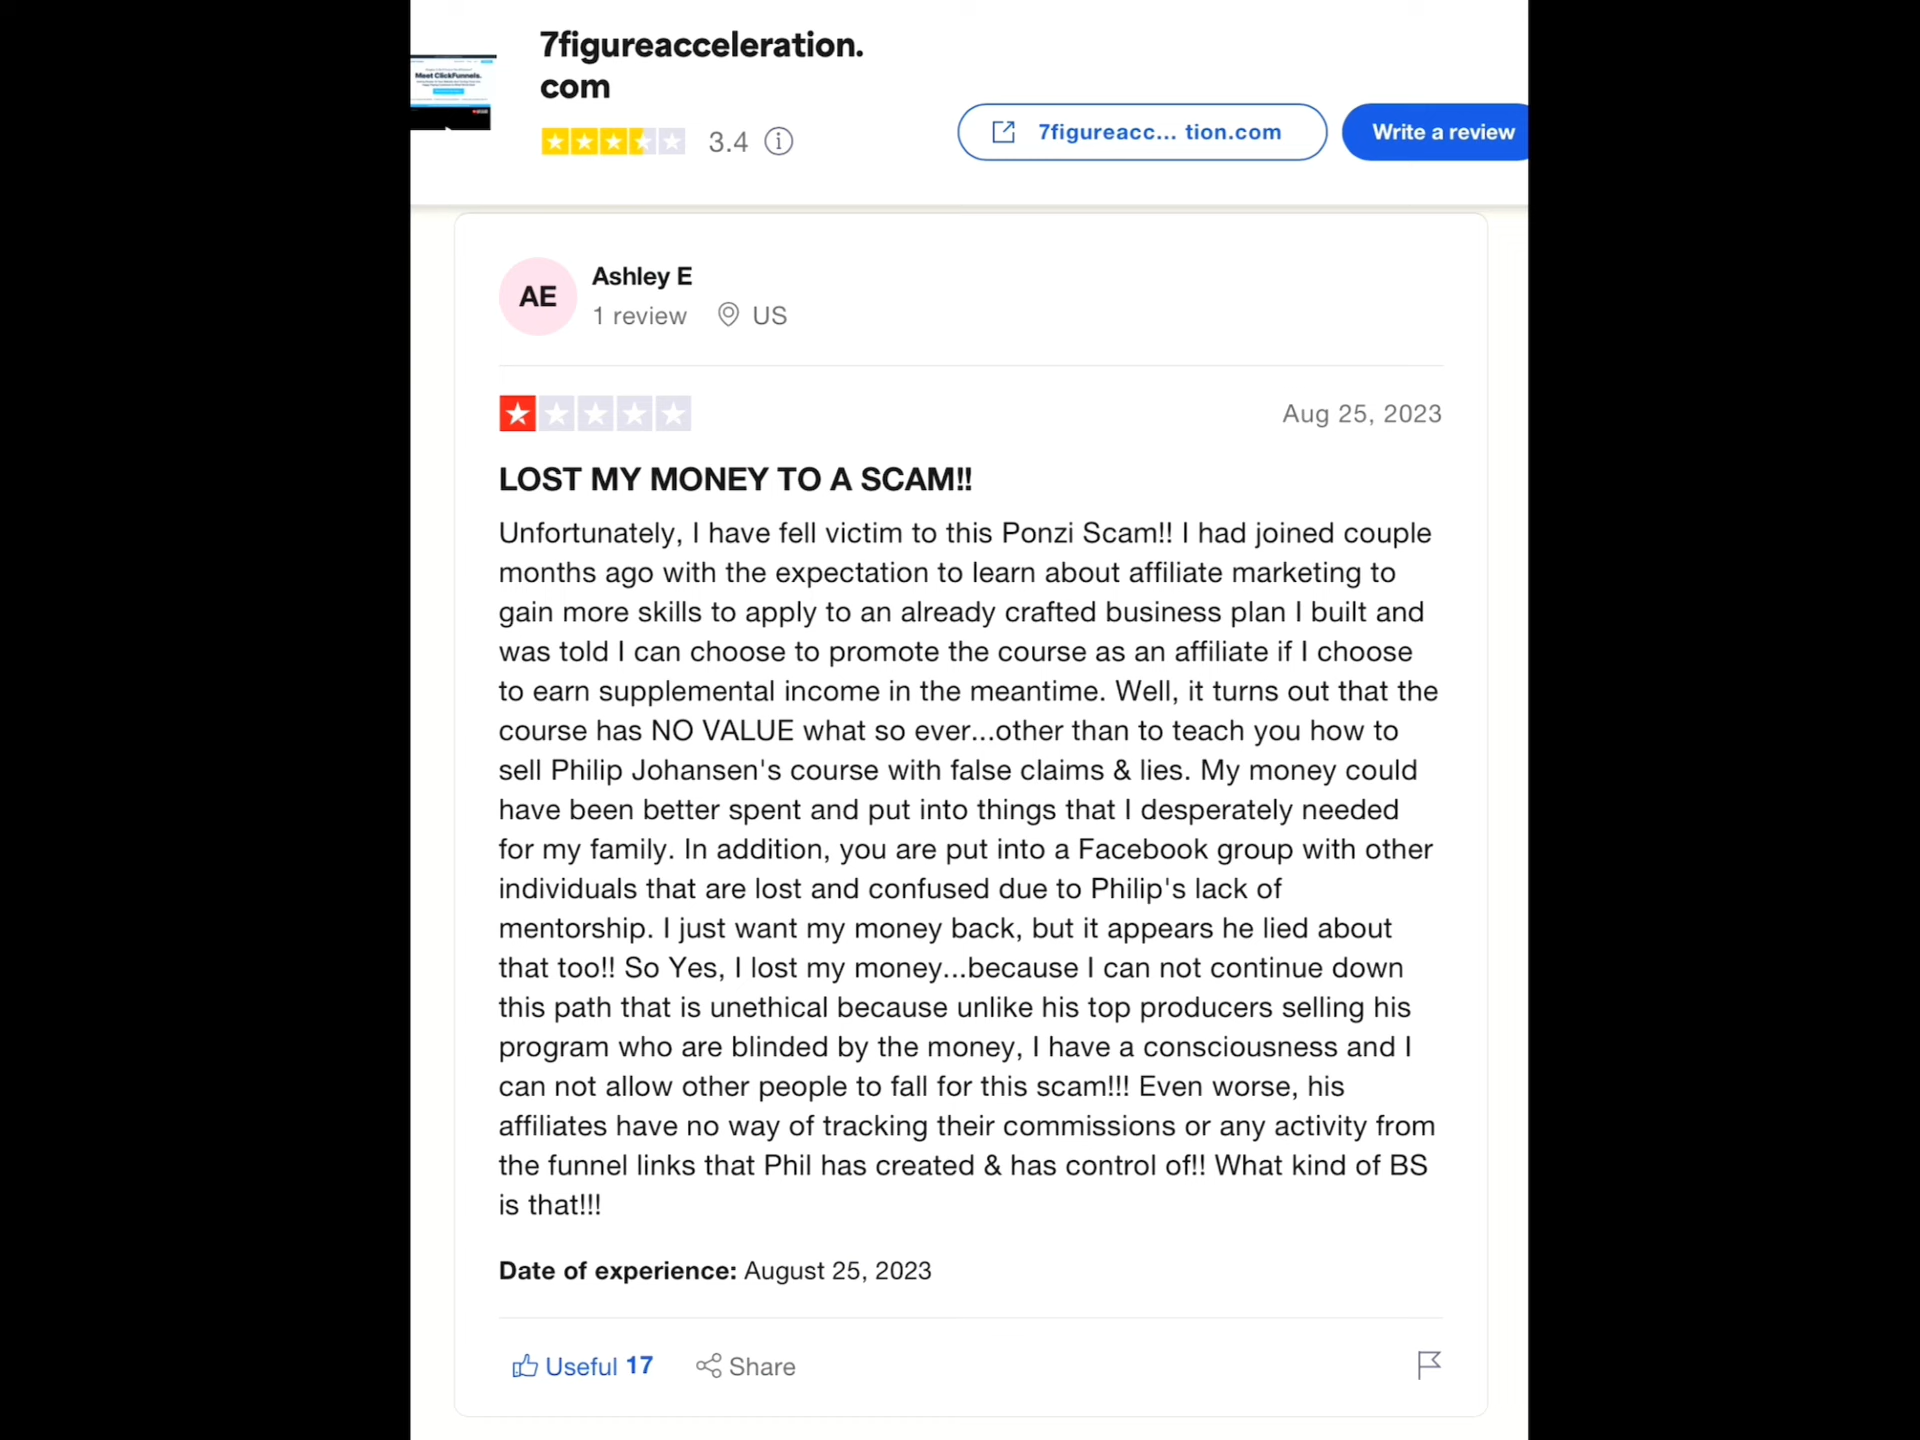 7figureacceleration.
com
Meet ClickFunnels.
3.4
7figureacc... tion.com
Write a review
AE
Ashley E
1 review US
Aug 25, 2023
LOST MY MONEY TO A SCAM!!
Unfortunately, I have fell victim to this Ponzi Scam!! I had joined couple
months ago with the expectation to learn about affiliate marketing to
gain more skills to apply to an already crafted business plan I built and
was told I can choose to promote the course as an affiliate if I choose
to earn supplemental income in the meantime. Well, it turns out that the
course has NO VALUE what so ever...other than to teach you how to
sell Philip Johansen's course with false claims & lies. My money could
have been better spent and put into things that I desperately needed
for my family. In addition, you are put into a Facebook group with other
individuals that are lost and confused due to Philip's lack of
mentorship. I just want my money back, but it appears he lied about
that too!! So Yes, I lost my money...because I can not continue down
this path that is unethical because unlike his top producers selling his
program who are blinded by the money, I have a consciousness and I
can not allow other people to fall for this scam!!! Even worse, his
affiliates have no way of tracking their commissions or any activity from
the funnel links that Phil has created & has control of!! What kind of BS
is that!!!
Date of experience: August 25, 2023
Useful 17 Share